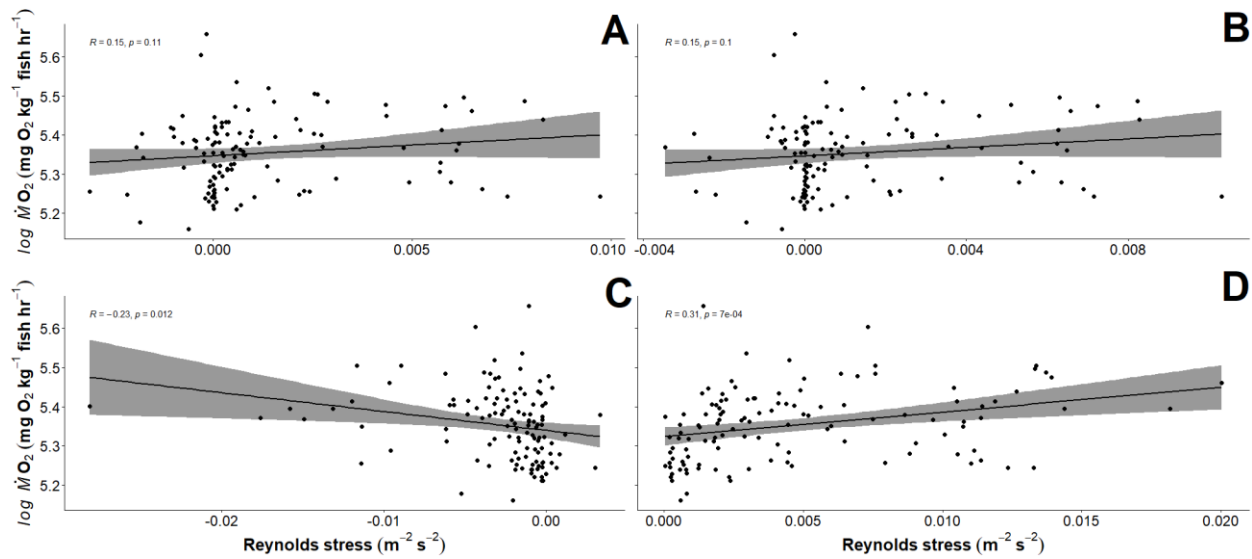 A
B
R = 0.15, p = 0.11
R = 0.15, p = 0.1
log ṀO₂ (mg O₂ kg⁻¹ fish hr⁻¹)
5.6
5.5
5.4
5.3
5.2
0.000 0.005 0.010
-0.004 0.000 0.004 0.008
C
D
R = −0.23, p = 0.012
R = 0.31, p = 7e-04
log ṀO₂ (mg O₂ kg⁻¹ fish hr⁻¹)
5.6
5.5
5.4
5.3
5.2
-0.02 -0.01 0.00
0.000 0.005 0.010 0.015 0.020
Reynolds stress (m⁻² s⁻²)
Reynolds stress (m⁻² s⁻²)